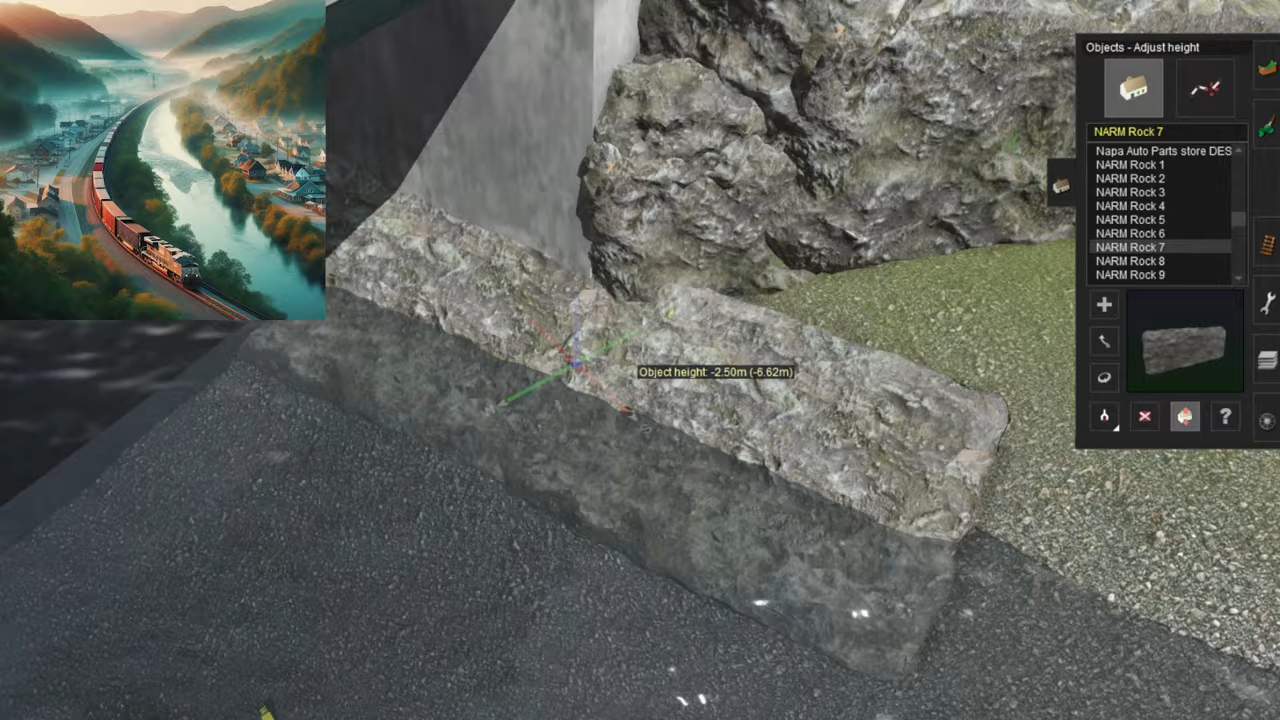 Objects - Adjust height
NARM Rock 7
Napa Auto Parts store DES
NARM Rock 1
NARM Rock 2
NARM Rock 3
NARM Rock 4
NARM Rock 5
NARM Rock 6
NARM Rock 7
NARM Rock 8
NARM Rock 9
Object height: -2.50m (-6.62m)
?